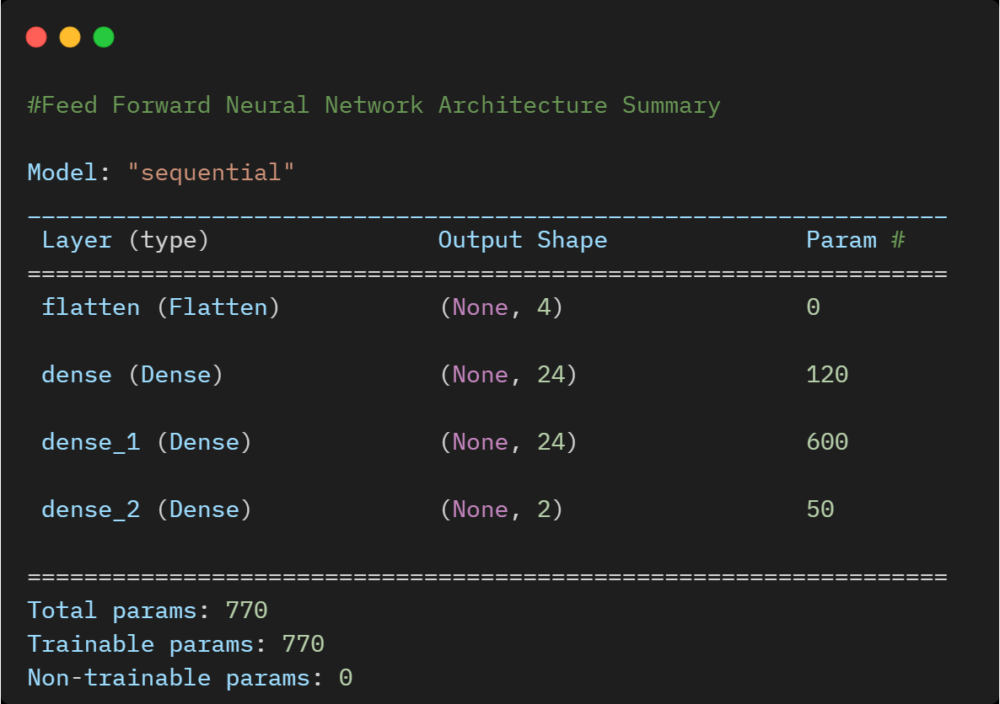 #Feed Forward Neural Network Architecture Summary
Model: "sequential"
_________________________________________________________________
Layer (type) Output Shape Param #
=================================================================
flatten (Flatten) (None, 4) 0
dense (Dense) (None, 24) 120
dense_1 (Dense) (None, 24) 600
dense_2 (Dense) (None, 2) 50
=================================================================
Total params: 770
Trainable params: 770
Non-trainable params: 0